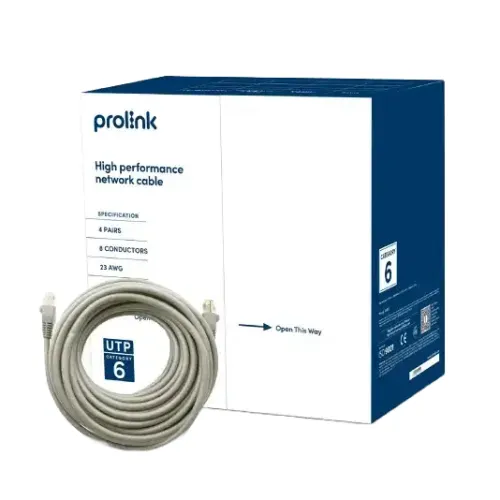 prolink
High performance
network cable
SPECIFICATION
4 PAIRS
8 CONDUCTORS
23 AWG
Open This Way
UTP
CATEGORY
6
CATEGORY
6